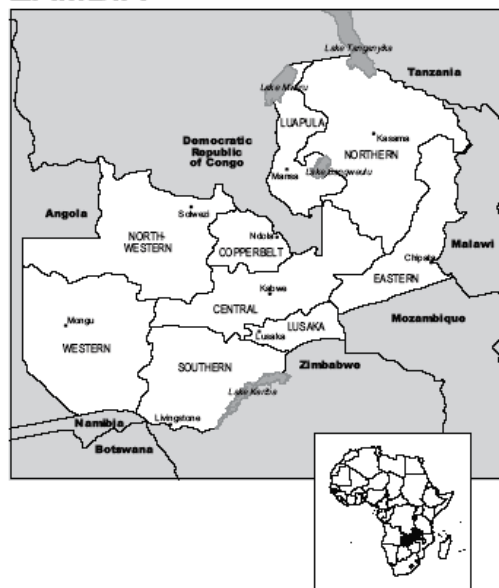 Lake Tanganyika
Tanzania
Lake Mweru
LUAPULA
Kasama
Democratic
Republic
of Congo
NORTHERN
Mansa
Lake Bangweulu
Angola
Solwezi
NORTH-
WESTERN
Ndola
COPPERBELT
Malawi
Chipata
EASTERN
Kabwe
CENTRAL
Mozambique
Mongu
WESTERN
LUSAKA
Lusaka
SOUTHERN
Zimbabwe
Lake Kariba
Livingstone
Namibia
Botswana